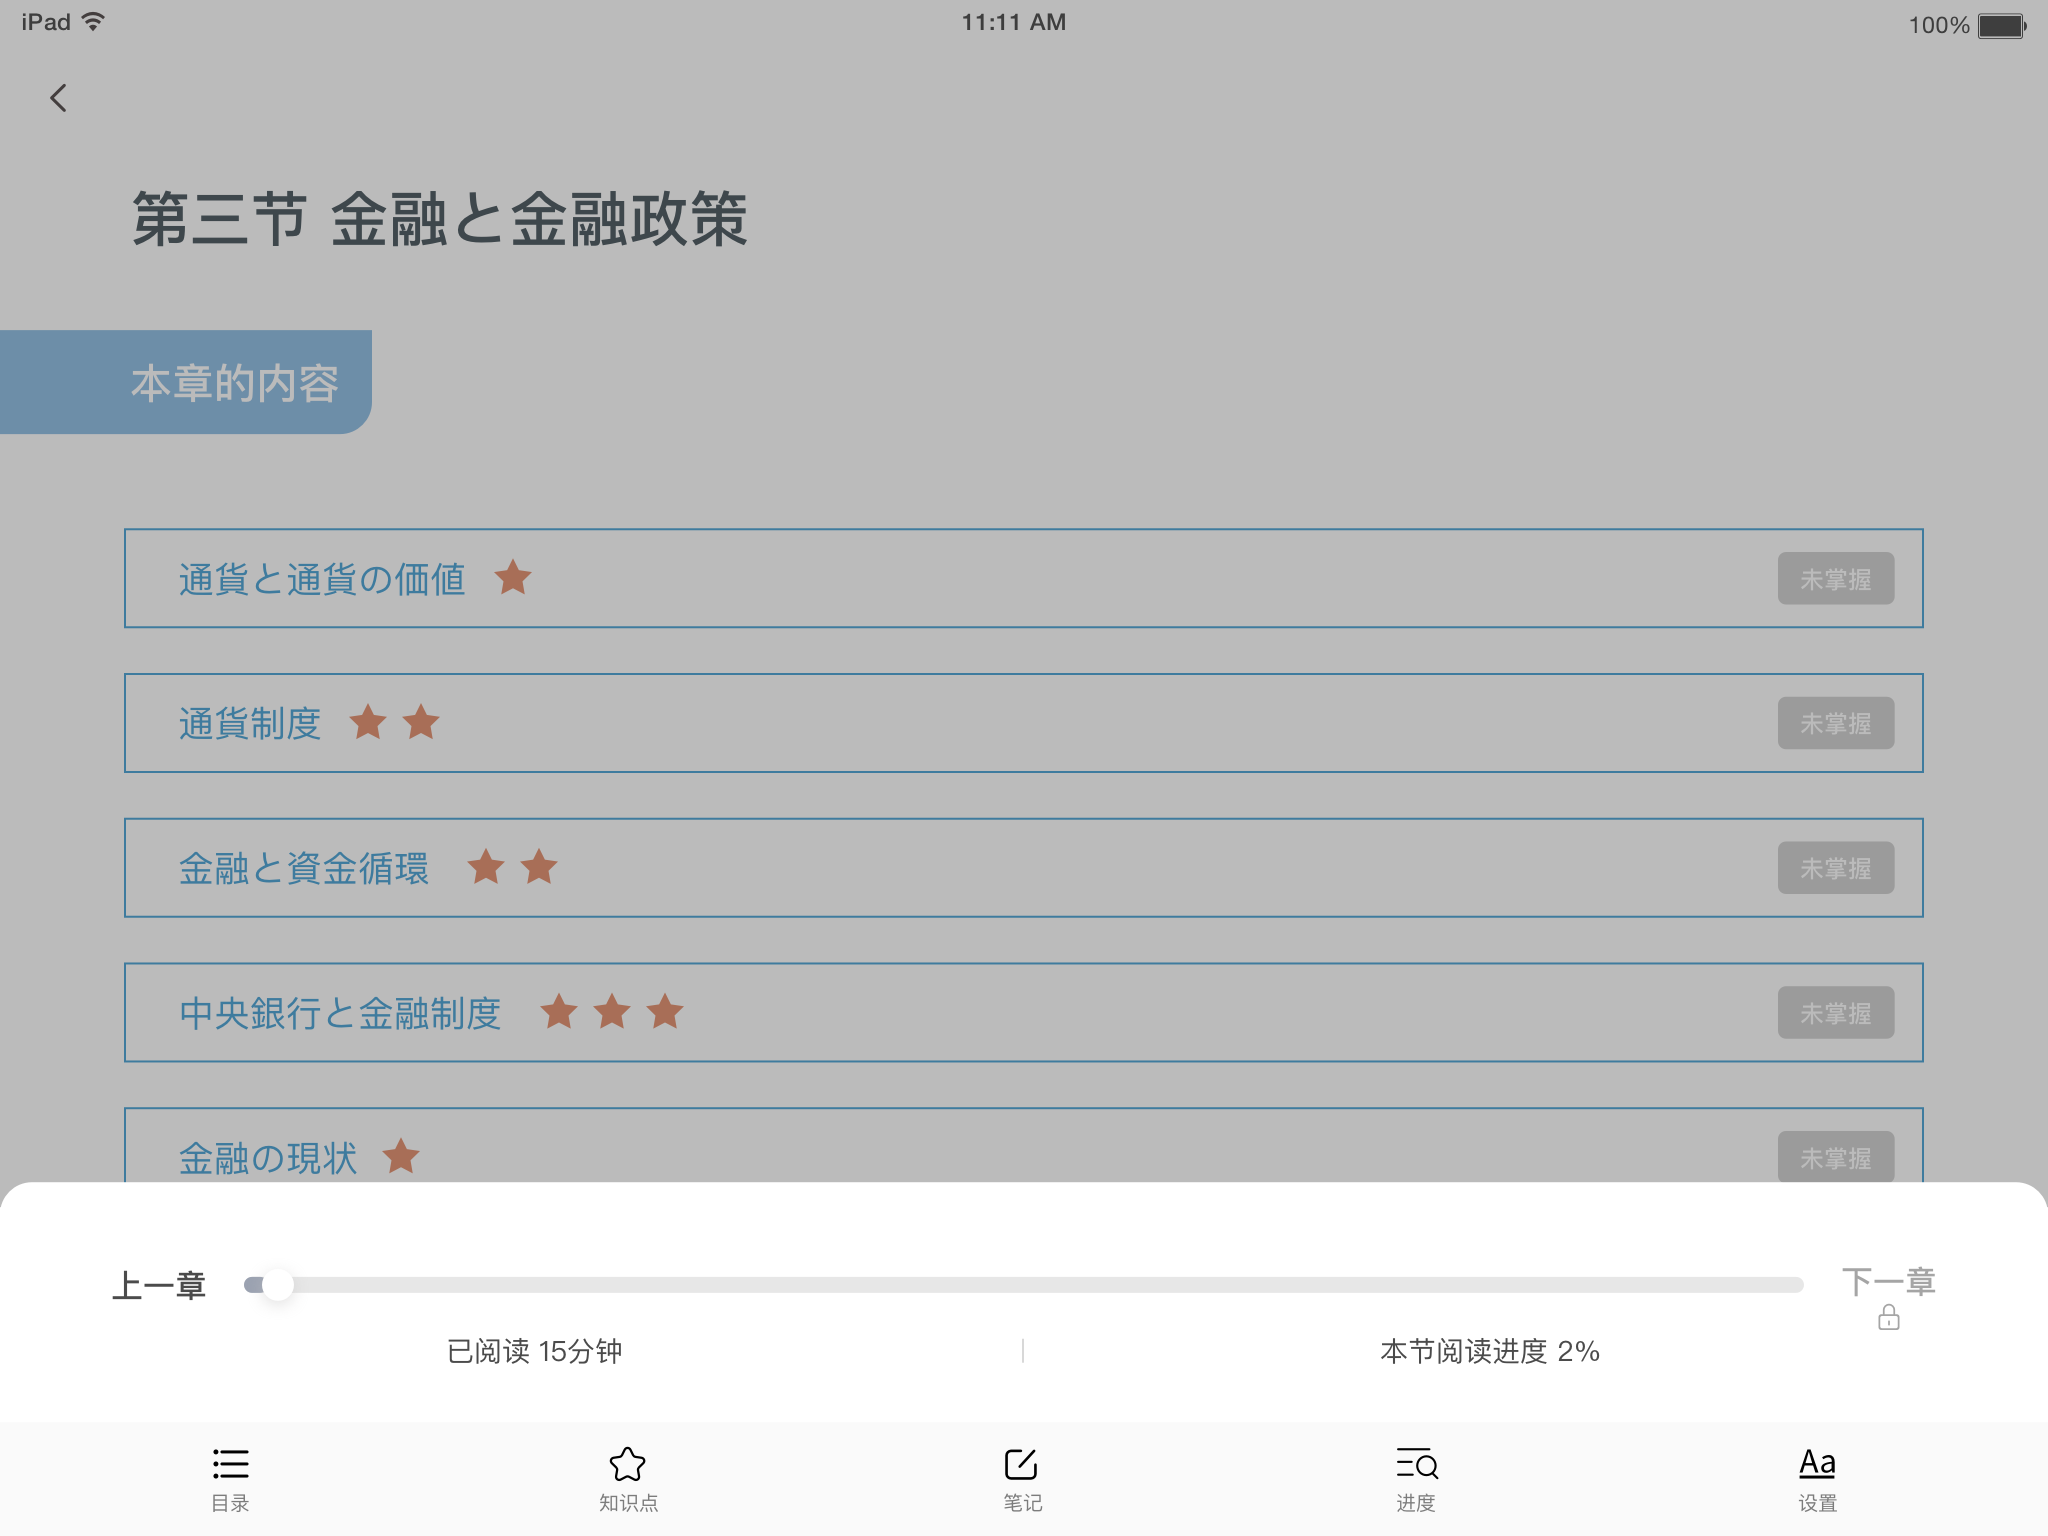 iPad 11:11 AM 100%
第三节 金融と金融政策
本章的内容
通貨と通貨の価値 未掌握
通貨制度 未掌握
金融と資金循環 未掌握
中央銀行と金融制度 未掌握
金融の現状 未掌握
上一章 下一章
已阅读 15分钟 本节阅读进度 2%
目录 知识点 笔记 进度 设置